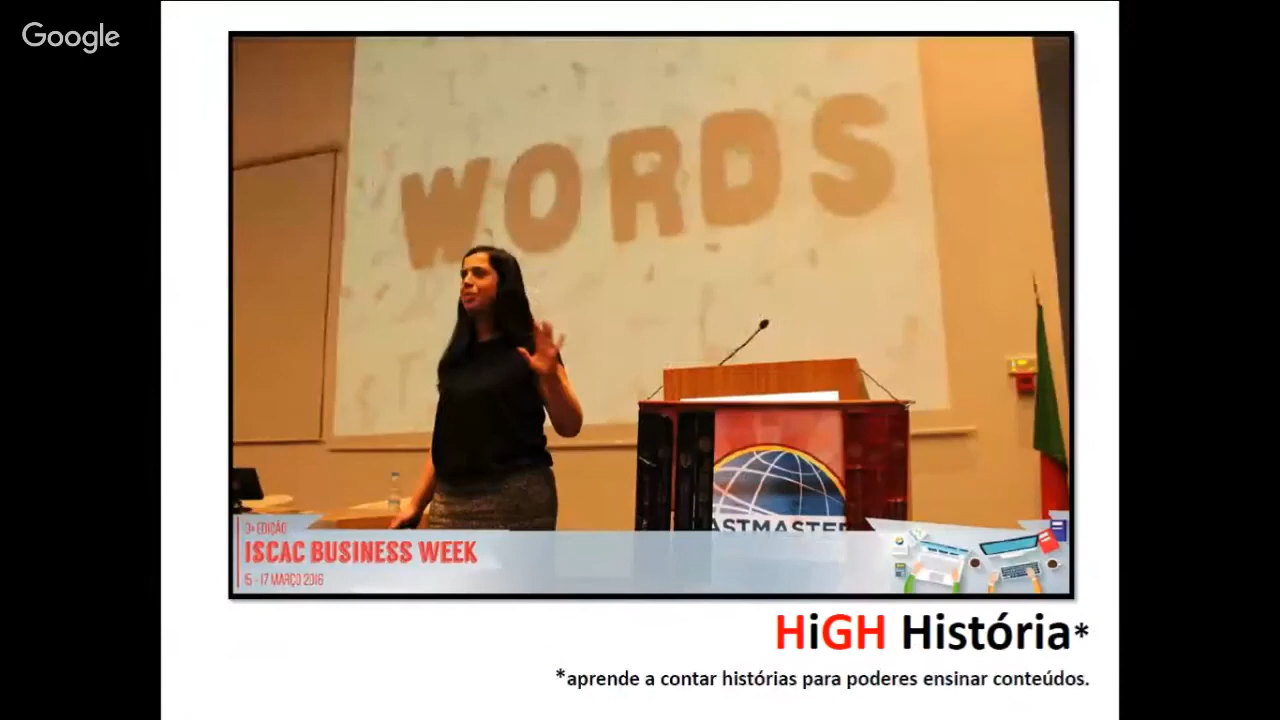 Google
WORDS
ASTMASTE
3ª EDIÇÃO
ISCAC BUSINESS WEEK
15 - 17 MARÇO 2016
HiGH História*
*aprende a contar histórias para poderes ensinar conteúdos.